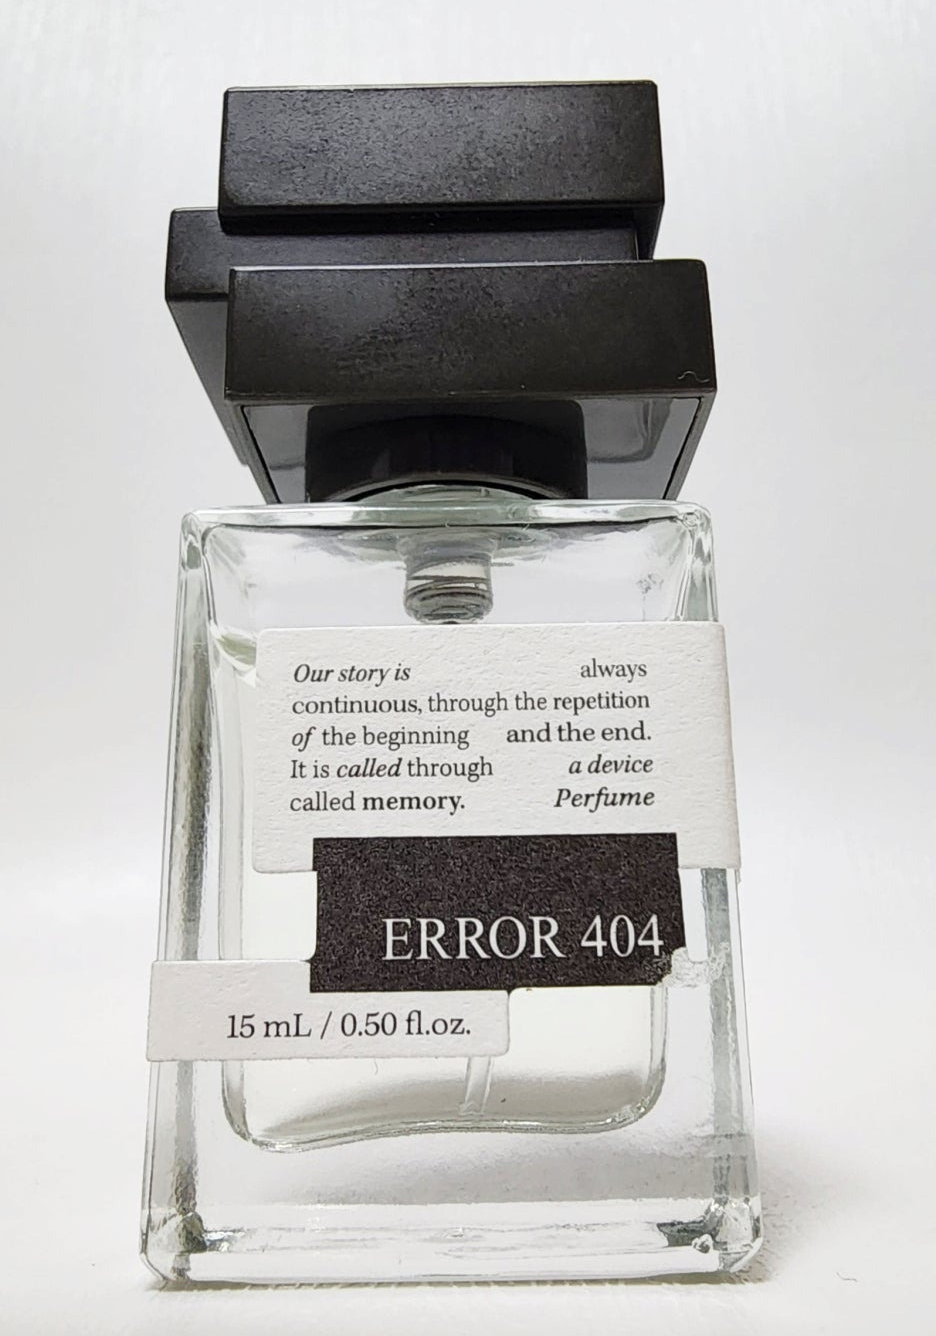 Our story is always
continuous, through the repetition
of the beginning and the end.
It is called through a device
called memory. Perfume
ERROR 404
15 mL / 0.50 fl.oz.